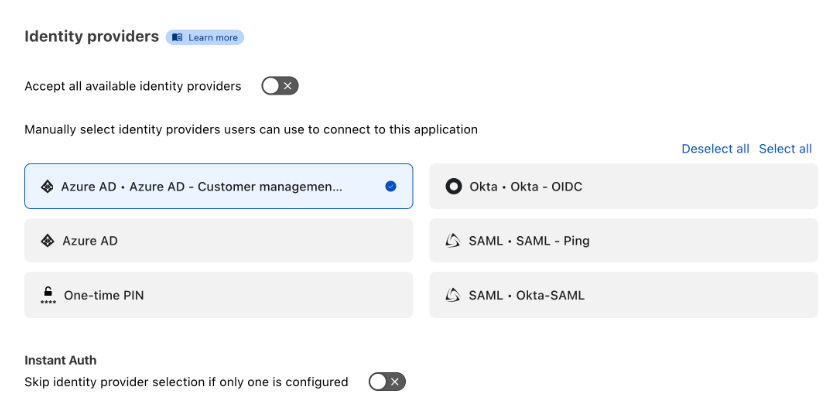 Identity providers Learn more
Accept all available identity providers
Manually select identity providers users can use to connect to this application
Deselect all Select all
Azure AD • Azure AD - Customer managemen...
Okta • Okta - OIDC
Azure AD
SAML • SAML - Ping
One-time PIN
SAML • Okta-SAML
Instant Auth
Skip identity provider selection if only one is configured